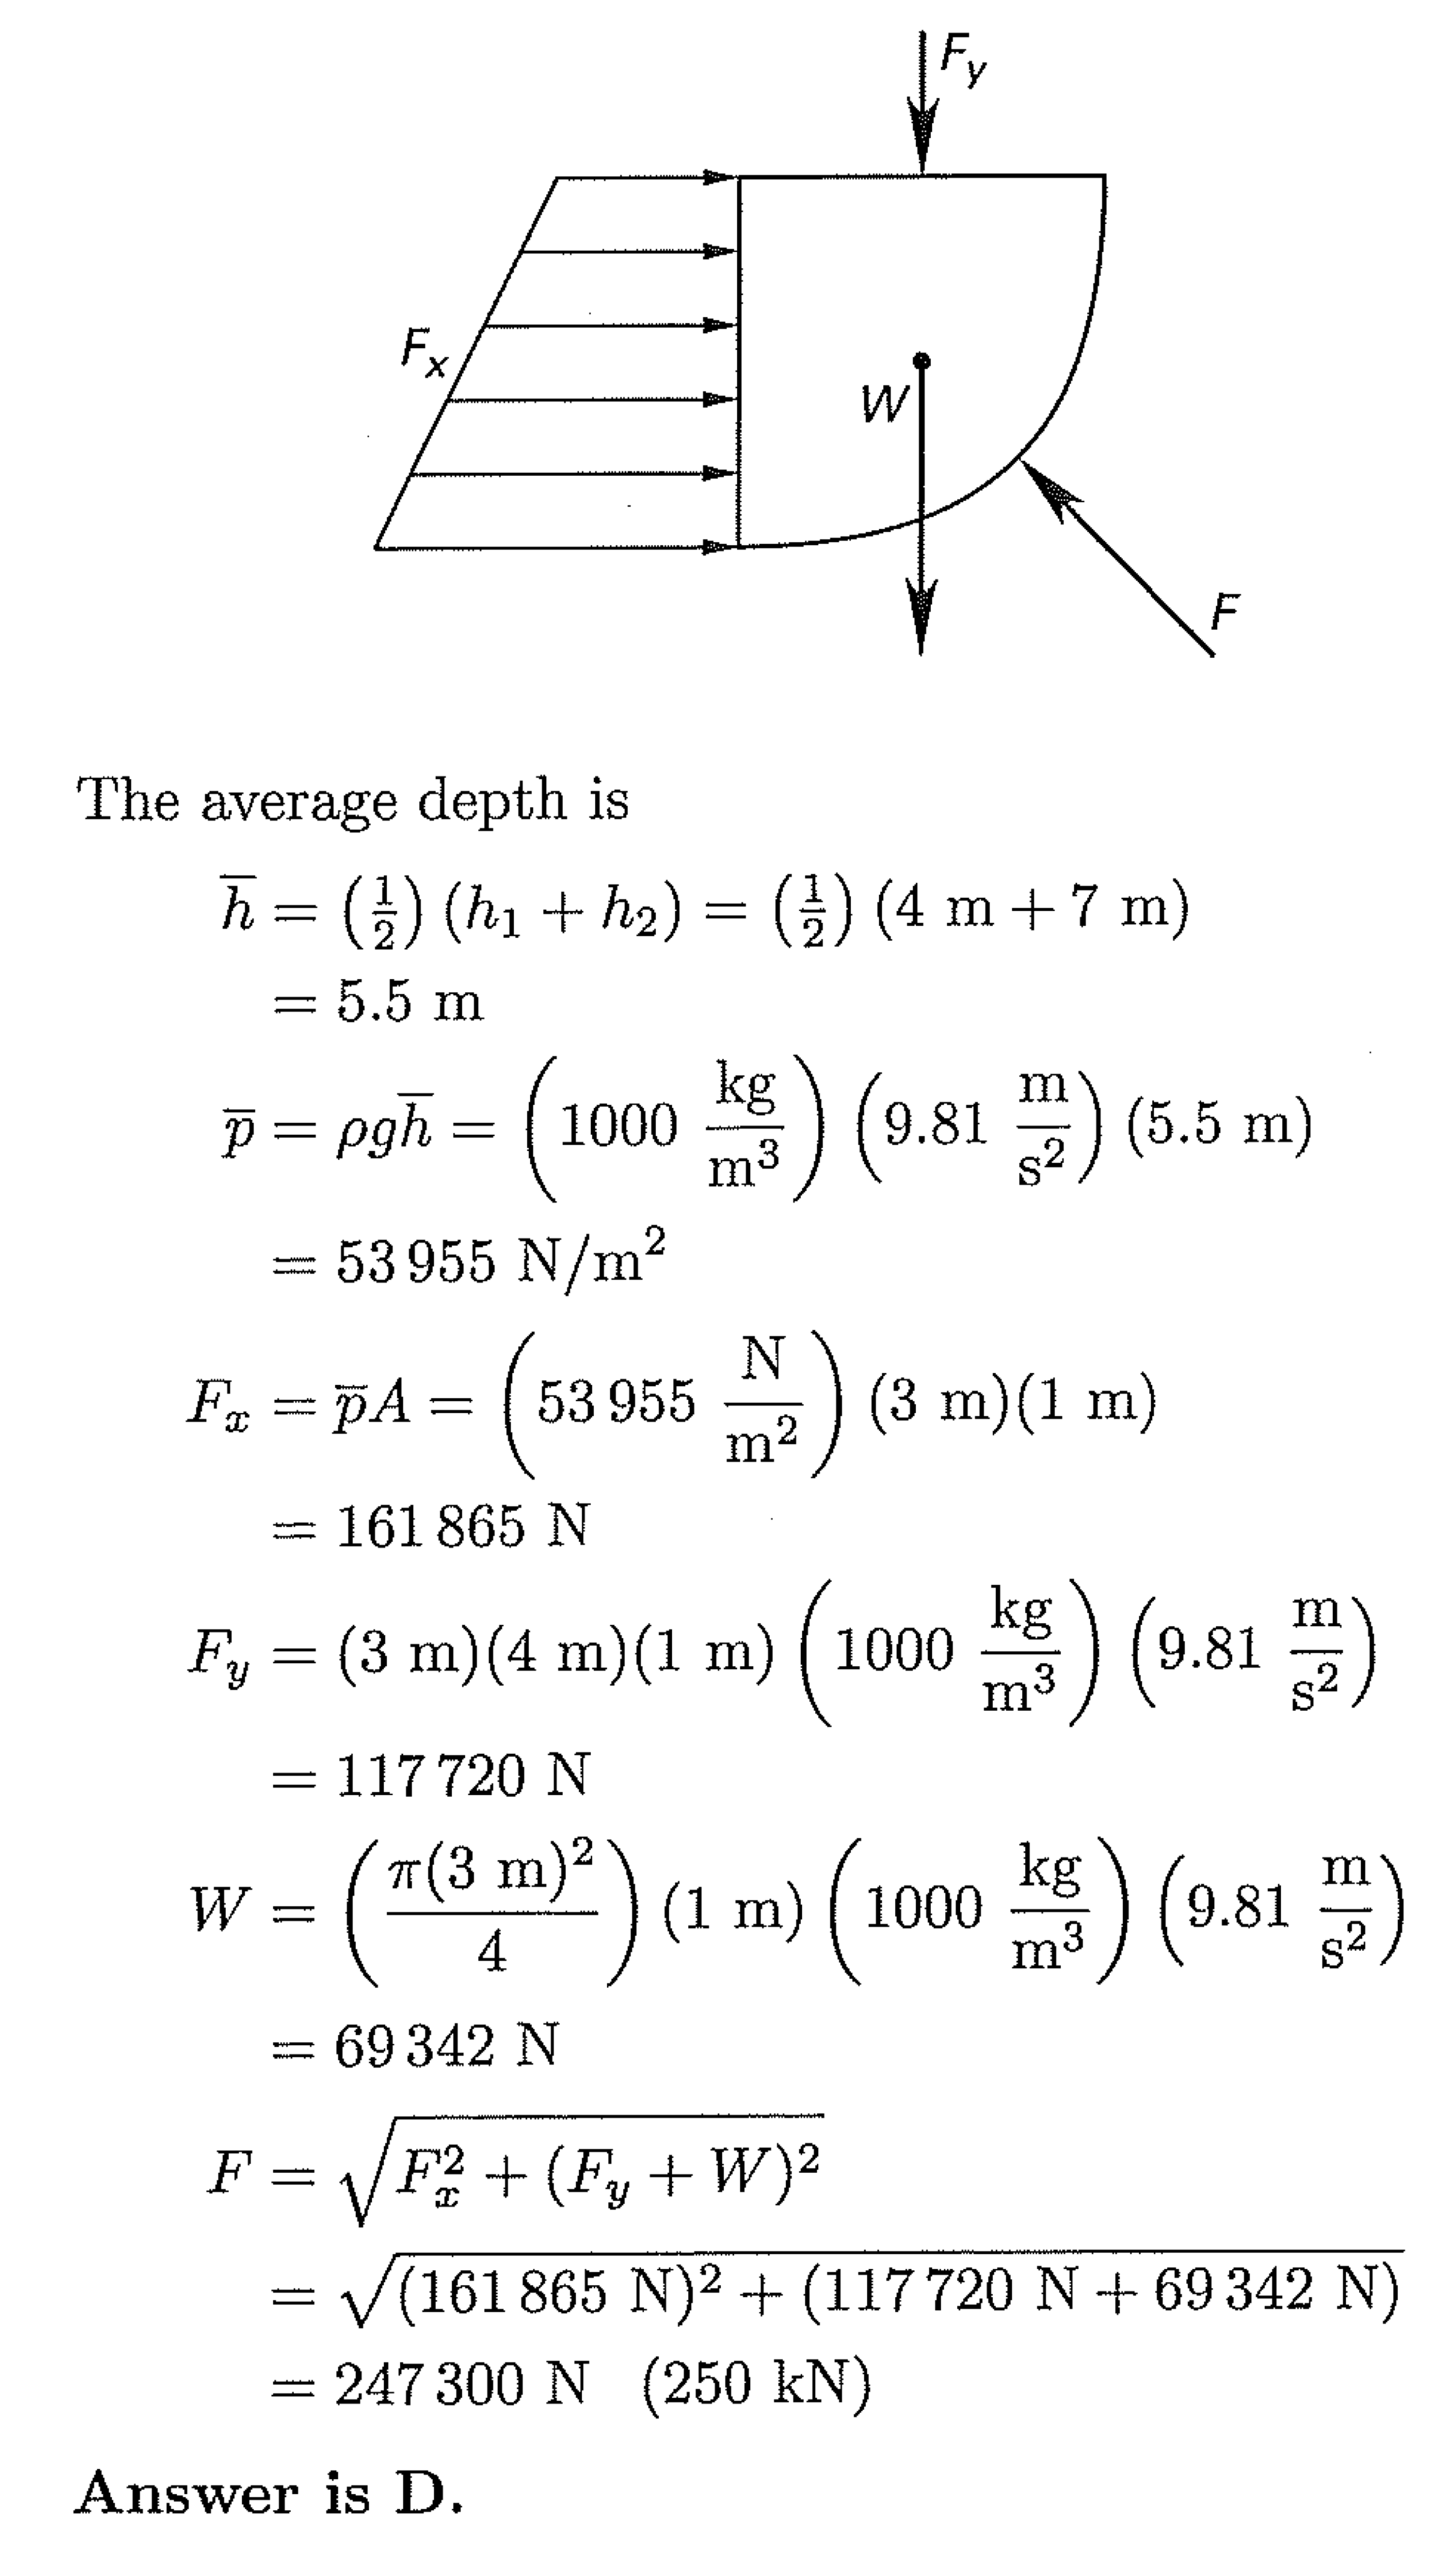 F_y
F_x
W
F
The average depth is
h̅ = (1/2) (h₁ + h₂) = (1/2) (4 m + 7 m)
= 5.5 m
p̅ = ρgh̅ = (1000 kg/m³) (9.81 m/s²) (5.5 m)
= 53 955 N/m²
Fₓ = p̅A = (53 955 N/m²) (3 m)(1 m)
= 161 865 N
F_y = (3 m)(4 m)(1 m) (1000 kg/m³) (9.81 m/s²)
= 117 720 N
W = (π(3 m)²/4) (1 m) (1000 kg/m³) (9.81 m/s²)
= 69 342 N
F = √(Fₓ² + (F_y + W)²)
= √((161 865 N)² + (117 720 N + 69 342 N)
= 247 300 N (250 kN)
Answer is D.